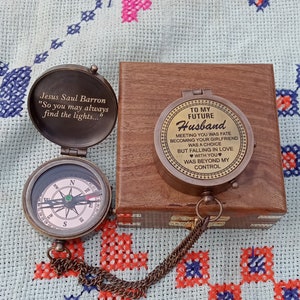 Jesus Saul Barron
"So you may always
find the lights..."
TO MY
FUTURE
Husband
MEETING YOU WAS FATE
BECOMING YOUR GIRLFRIEND
WAS A CHOICE
BUT FALLING IN LOVE
WITH YOU
WAS BEYOND MY
CONTROL